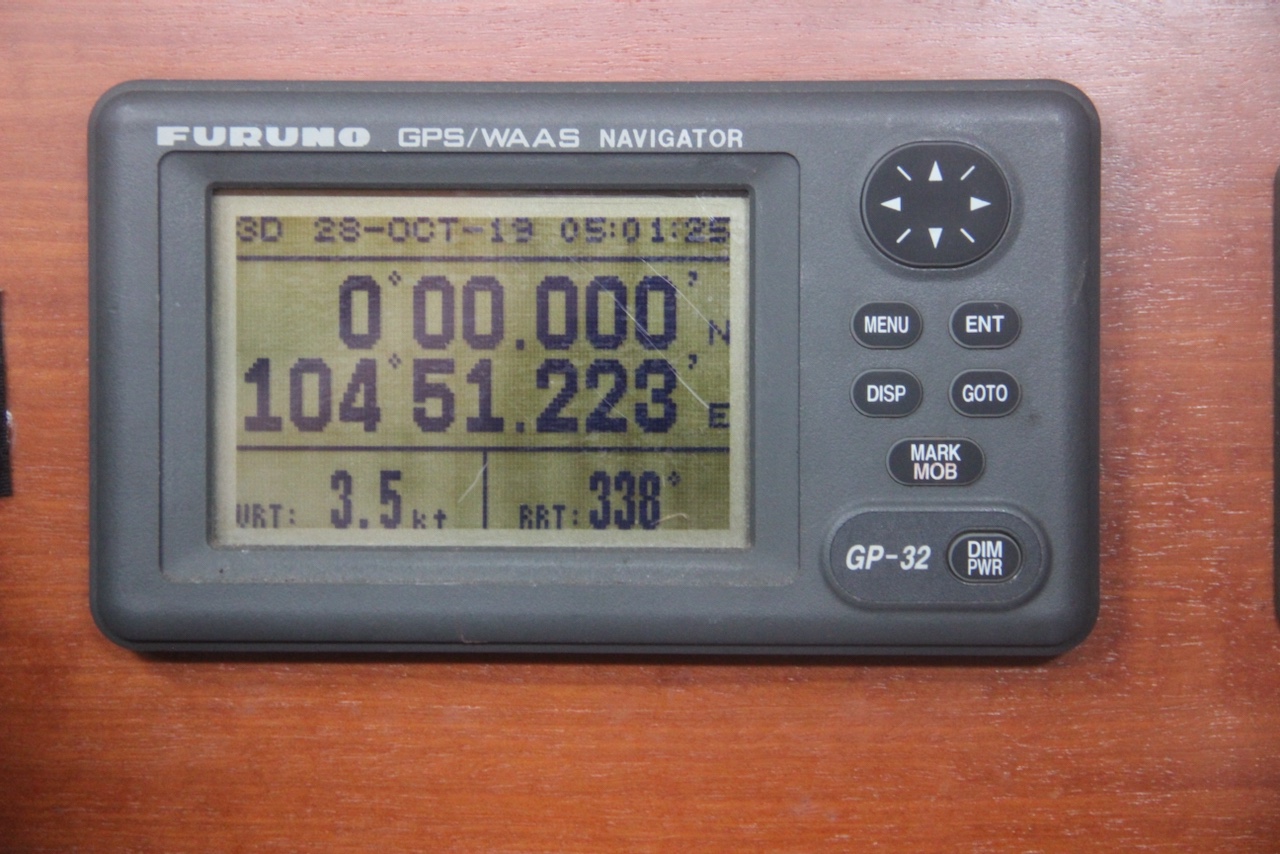 FURUNO GPS/WAAS NAVIGATOR
3D 28-OCT-19 05:01:25
0°00.000' N
104°51.223' E
VRT: 3.5kt RRT: 338°
MENU ENT
DISP GOTO
MARK
MOB
GP-32 DIM
PWR